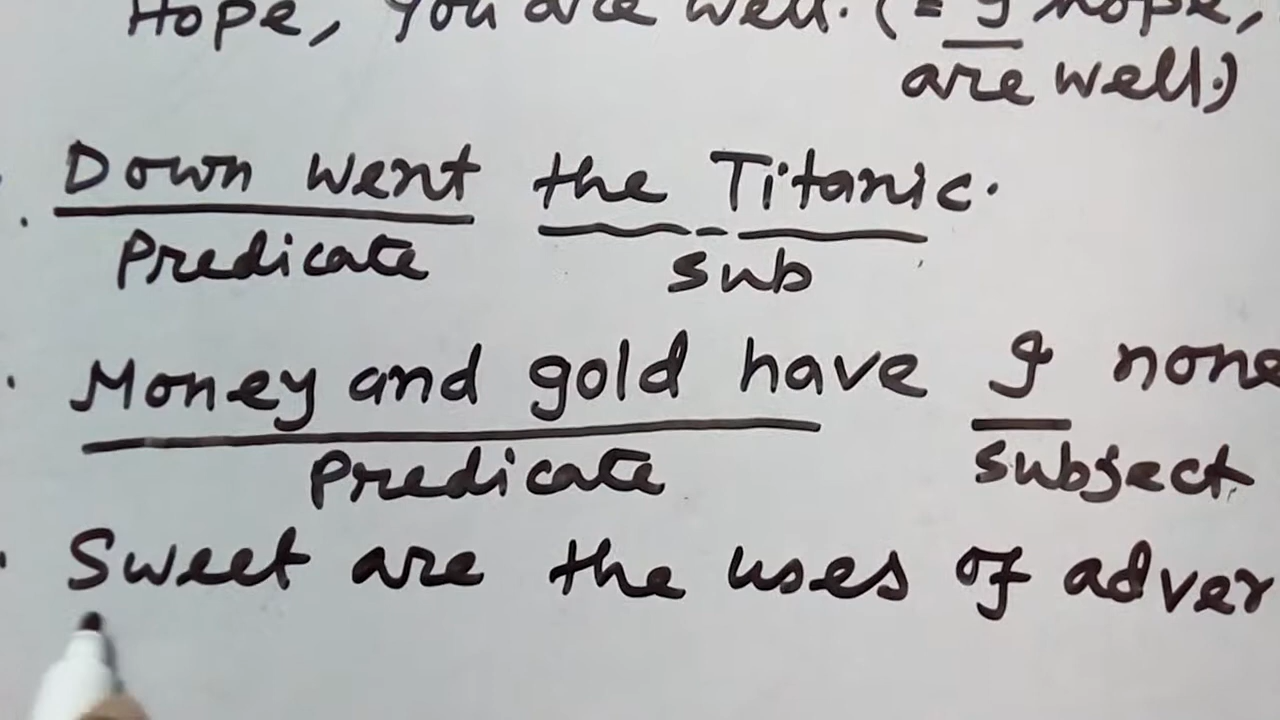 Hope, You are well. (= I hope,
are well.)
Down went the Titanic.
Predicate Sub
Money and gold have I none
Predicate Subject
Sweet are the uses of adver